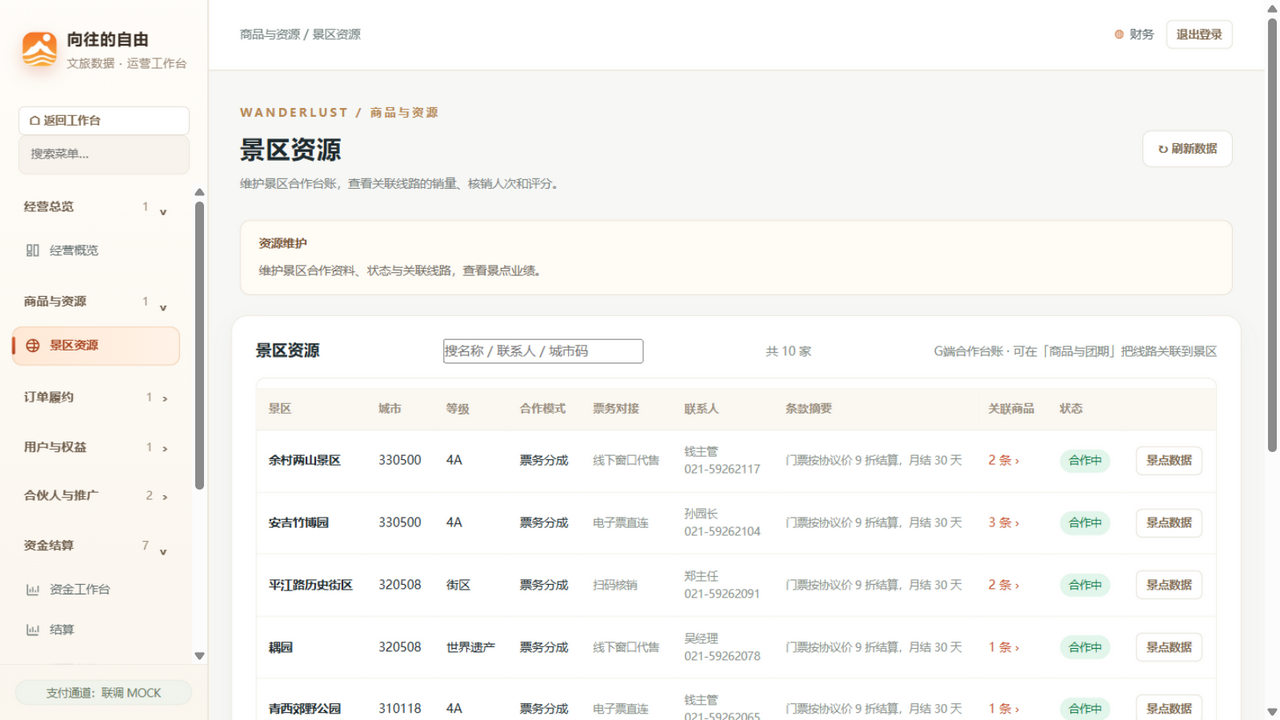 向往的自由
文旅数据 · 运营工作台
返回工作台
搜索菜单...
经营总览 1
经营概览
商品与资源 1
景区资源
订单履约 1
用户与权益 1
合伙人与推广 2
资金结算 7
资金工作台
结算
支付通道：联调 MOCK
商品与资源 / 景区资源
财务 退出登录
WANDERLUST / 商品与资源
景区资源
刷新数据
维护景区合作台账，查看关联线路的销量、核销人次和评分。
资源维护
维护景区合作资料、状态与关联线路，查看景点业绩。
景区资源 搜名称 / 联系人 / 城市码 共 10 家 G端合作台账 · 可在「商品与团期」把线路关联到景区
景区 城市 等级 合作模式 票务对接 联系人 条款摘要 关联商品 状态
余村两山景区 330500 4A 票务分成 线下窗口代售 钱主管 021-59262117 门票按协议价 9 折结算，月结 30 天 2 条 › 合作中 景点数据
安吉竹博园 330500 4A 票务分成 电子票直连 孙园长 021-59262104 门票按协议价 9 折结算，月结 30 天 3 条 › 合作中 景点数据
平江路历史街区 320508 街区 票务分成 扫码核销 郑主任 021-59262091 门票按协议价 9 折结算，月结 30 天 2 条 › 合作中 景点数据
耦园 320508 世界遗产 票务分成 线下窗口代售 吴经理 021-59262078 门票按协议价 9 折结算，月结 30 天 1 条 › 合作中 景点数据
青西郊野公园 310118 4A 票务分成 电子票直连 钱主管 021-59262065 门票按协议价 9 折结算，月结 30 天 1 条 › 合作中 景点数据